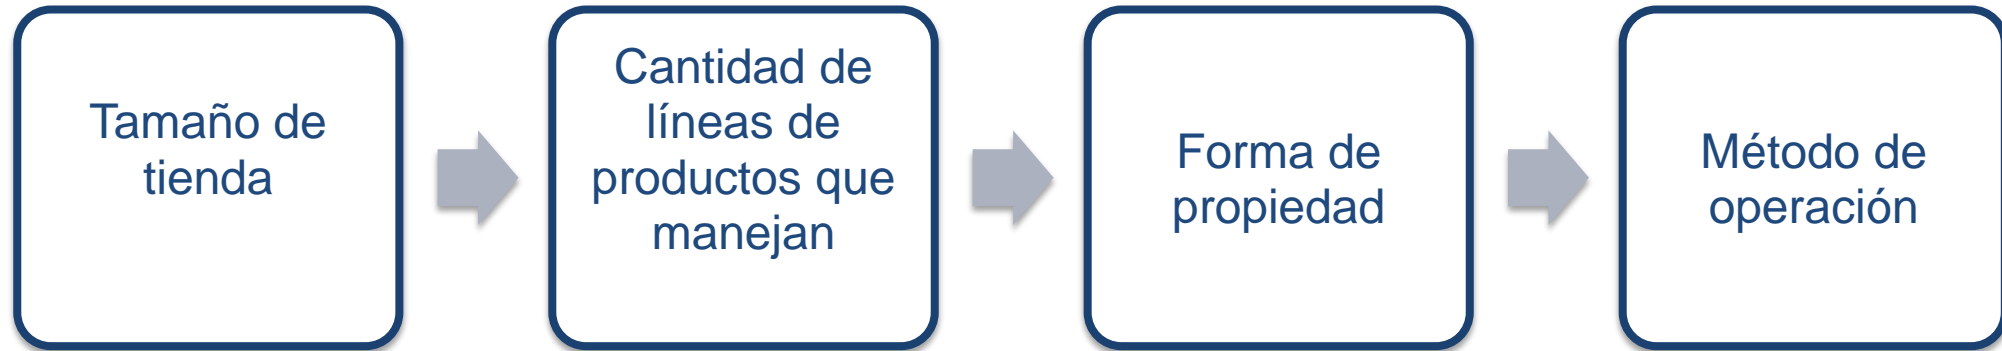 Tamaño de
tienda
Cantidad de
líneas de
productos que
manejan
Forma de
propiedad
Método de
operación